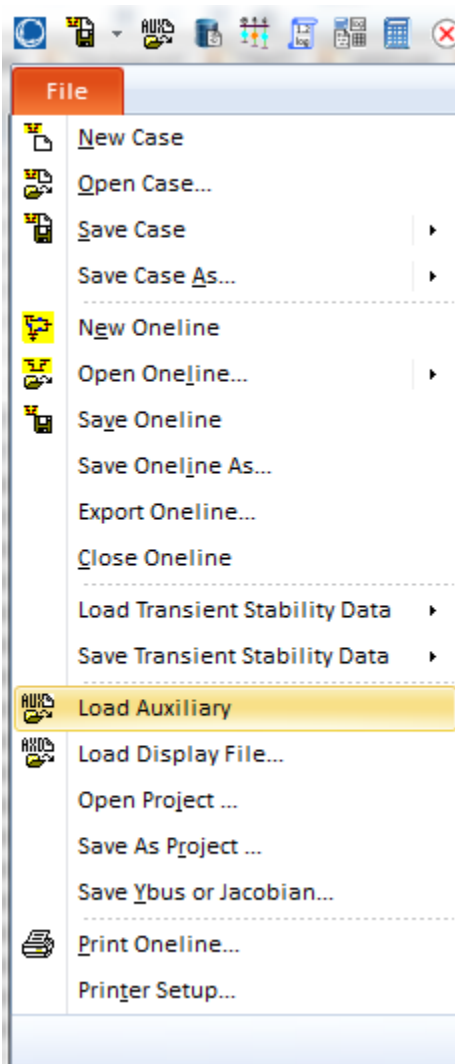 File
New Case
Open Case...
Save Case
Save Case As...
New Oneline
Open Oneline...
Save Oneline
Save Oneline As...
Export Oneline...
Close Oneline
Load Transient Stability Data
Save Transient Stability Data
Load Auxiliary
Load Display File...
Open Project ...
Save As Project ...
Save Ybus or Jacobian...
Print Oneline...
Printer Setup...